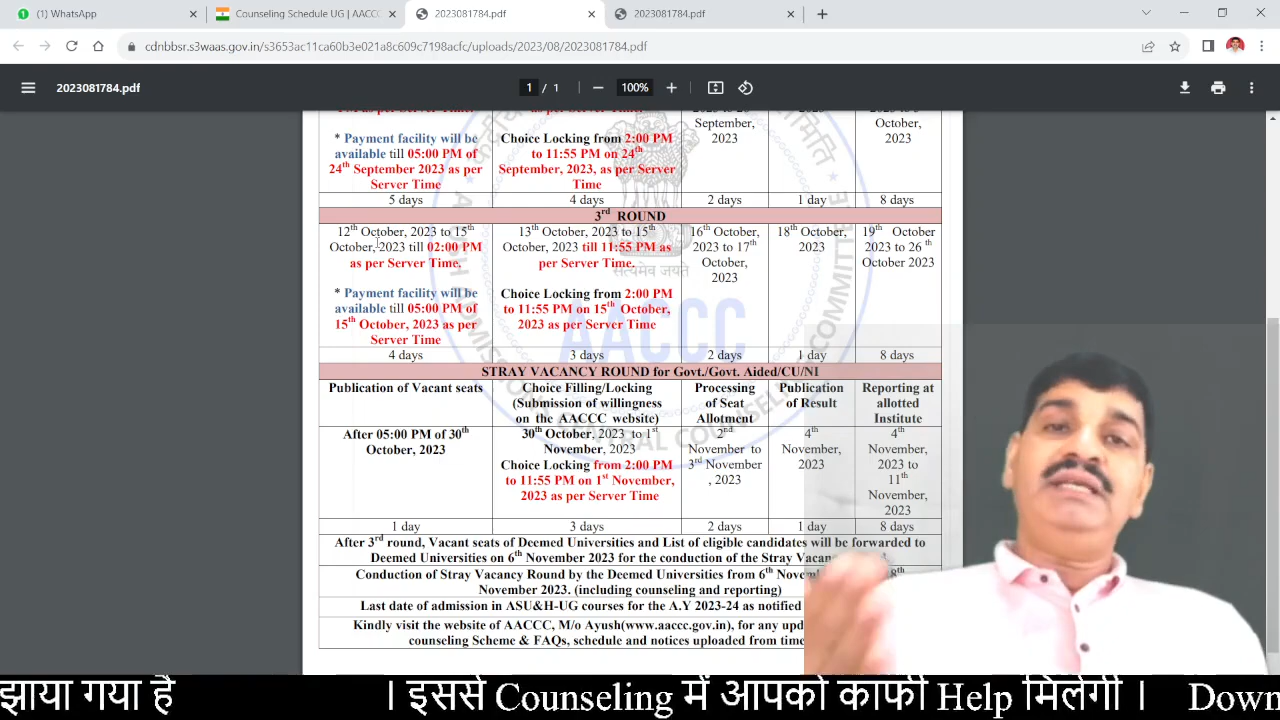 (1) WhatsApp
Counseling Schedule UG | AACCC
2023081784.pdf
2023081784.pdf
cdnbbsr.s3waas.gov.in/s3653ac11ca60b3e021a8c609c7198acfc/uploads/2023/08/2023081784.pdf
2023081784.pdf
1 / 1
100%
* Payment facility will be
available till 05:00 PM of
24th September 2023 as per
Server Time
Choice Locking from 2:00 PM
to 11:55 PM on 24th
September, 2023, as per Server
Time
September,
2023
October,
2023
5 days
4 days
2 days
1 day
8 days
3rd ROUND
12th October, 2023 to 15th
October, 2023 till 02:00 PM
as per Server Time,
* Payment facility will be
available till 05:00 PM of
15th October, 2023 as per
Server Time
13th October, 2023 to 15th
October, 2023 till 11:55 PM as
per Server Time,
Choice Locking from 2:00 PM
to 11:55 PM on 15th October,
2023 as per Server Time
16th October,
2023 to 17th
October,
2023
18th October,
2023
19th October
2023 to 26 th
October 2023
4 days
3 days
2 days
1 day
8 days
STRAY VACANCY ROUND for Govt./Govt. Aided/CU/NI
Publication of Vacant seats
Choice Filling/Locking
(Submission of willingness
on the AACCC website)
Processing
of Seat
Allotment
Publication
of Result
Reporting at
allotted
Institute
After 05:00 PM of 30th
October, 2023
30th October, 2023 to 1st
November, 2023
Choice Locking from 2:00 PM
to 11:55 PM on 1st November,
2023 as per Server Time
2nd
November to
3rd November
, 2023
4th
November,
2023
4th
November,
2023 to
11th
November,
2023
1 day
3 days
2 days
1 day
8 days
After 3rd round, Vacant seats of Deemed Universities and List of eligible candidates will be forwarded to
Deemed Universities on 6th November 2023 for the conduction of the Stray
Conduction of Stray Vacancy Round by the Deemed Universities from 6th
November 2023. (including counseling and reporting)
Last date of admission in ASU&H-UG courses for the A.Y 2023-24 as notified
Kindly visit the website of AACCC, M/o Ayush(www.aaccc.gov.in), for any
counseling Scheme & FAQs, schedule and notices uploaded from time
AACCC
सत्यमेव जयते
झाया गया है । इससे Counseling में आपको काफी Help मिलेगी । Down